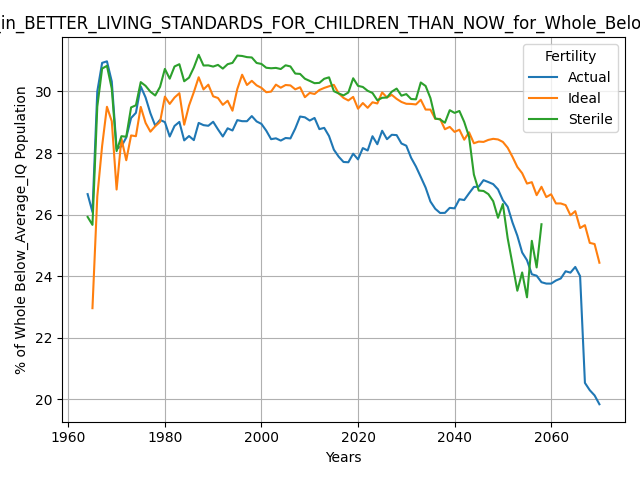 _in_BETTER_LIVING_STANDARDS_FOR_CHILDREN_THAN_NOW_for_Whole_Belo
Fertility
Actual
Ideal
Sterile
% of Whole Below_Average_IQ Population
30
28
26
24
22
20
1960
1980
2000
2020
2040
2060
Years